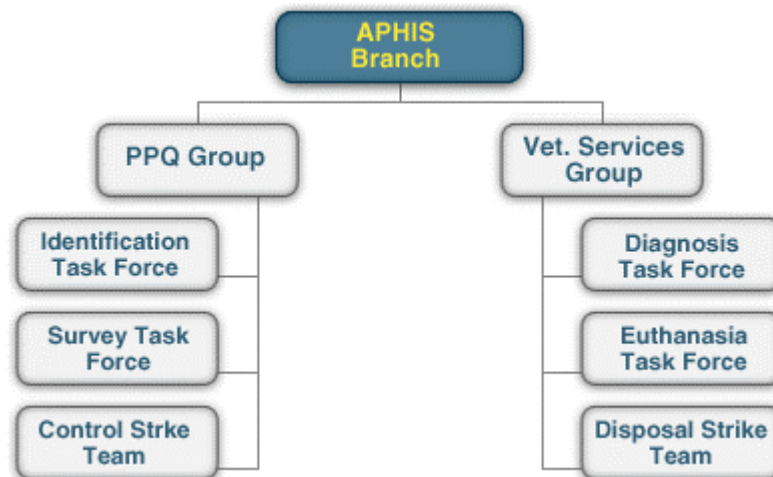 APHIS
Branch
PPQ Group
Vet. Services
Group
Identification
Task Force
Diagnosis
Task Force
Survey Task
Force
Euthanasia
Task Force
Control Strke
Team
Disposal Strike
Team